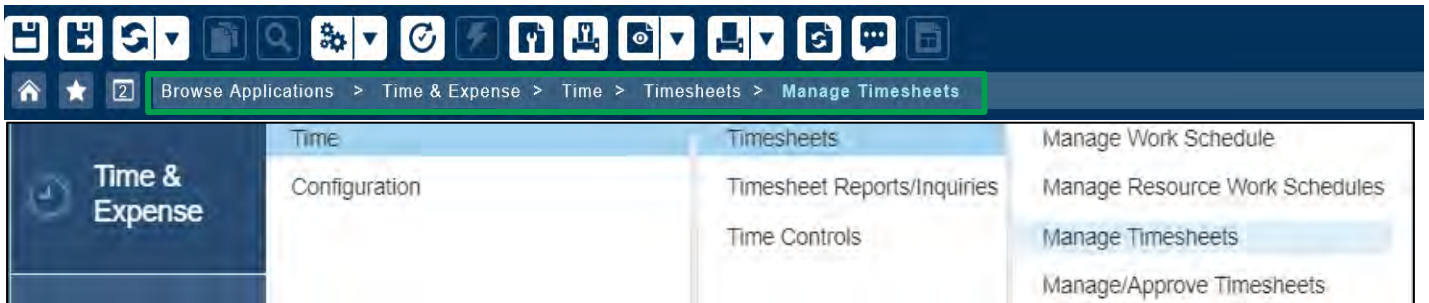 2 Browse Applications > Time & Expense > Time > Timesheets > Manage Timesheets
Time & Expense
Time
Configuration
Timesheets
Timesheet Reports/Inquiries
Time Controls
Manage Work Schedule
Manage Resource Work Schedules
Manage Timesheets
Manage/Approve Timesheets